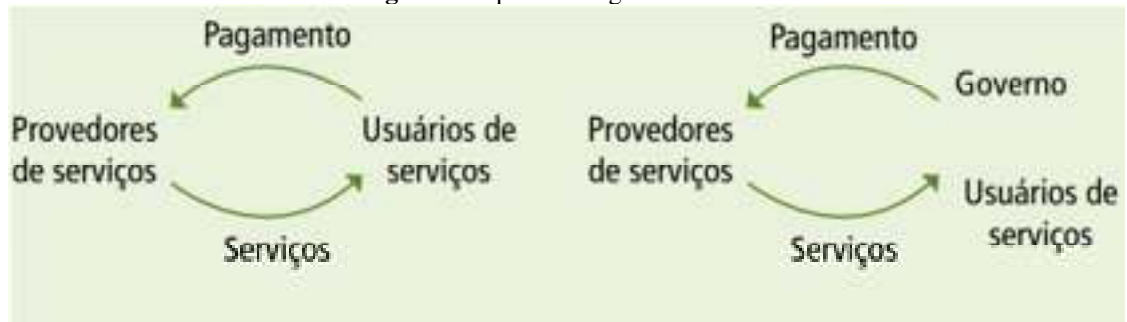 Pagamento
Provedores
de serviços
Usuários de
serviços
Serviços
Pagamento
Governo
Provedores
de serviços
Usuários de
serviços
Serviços